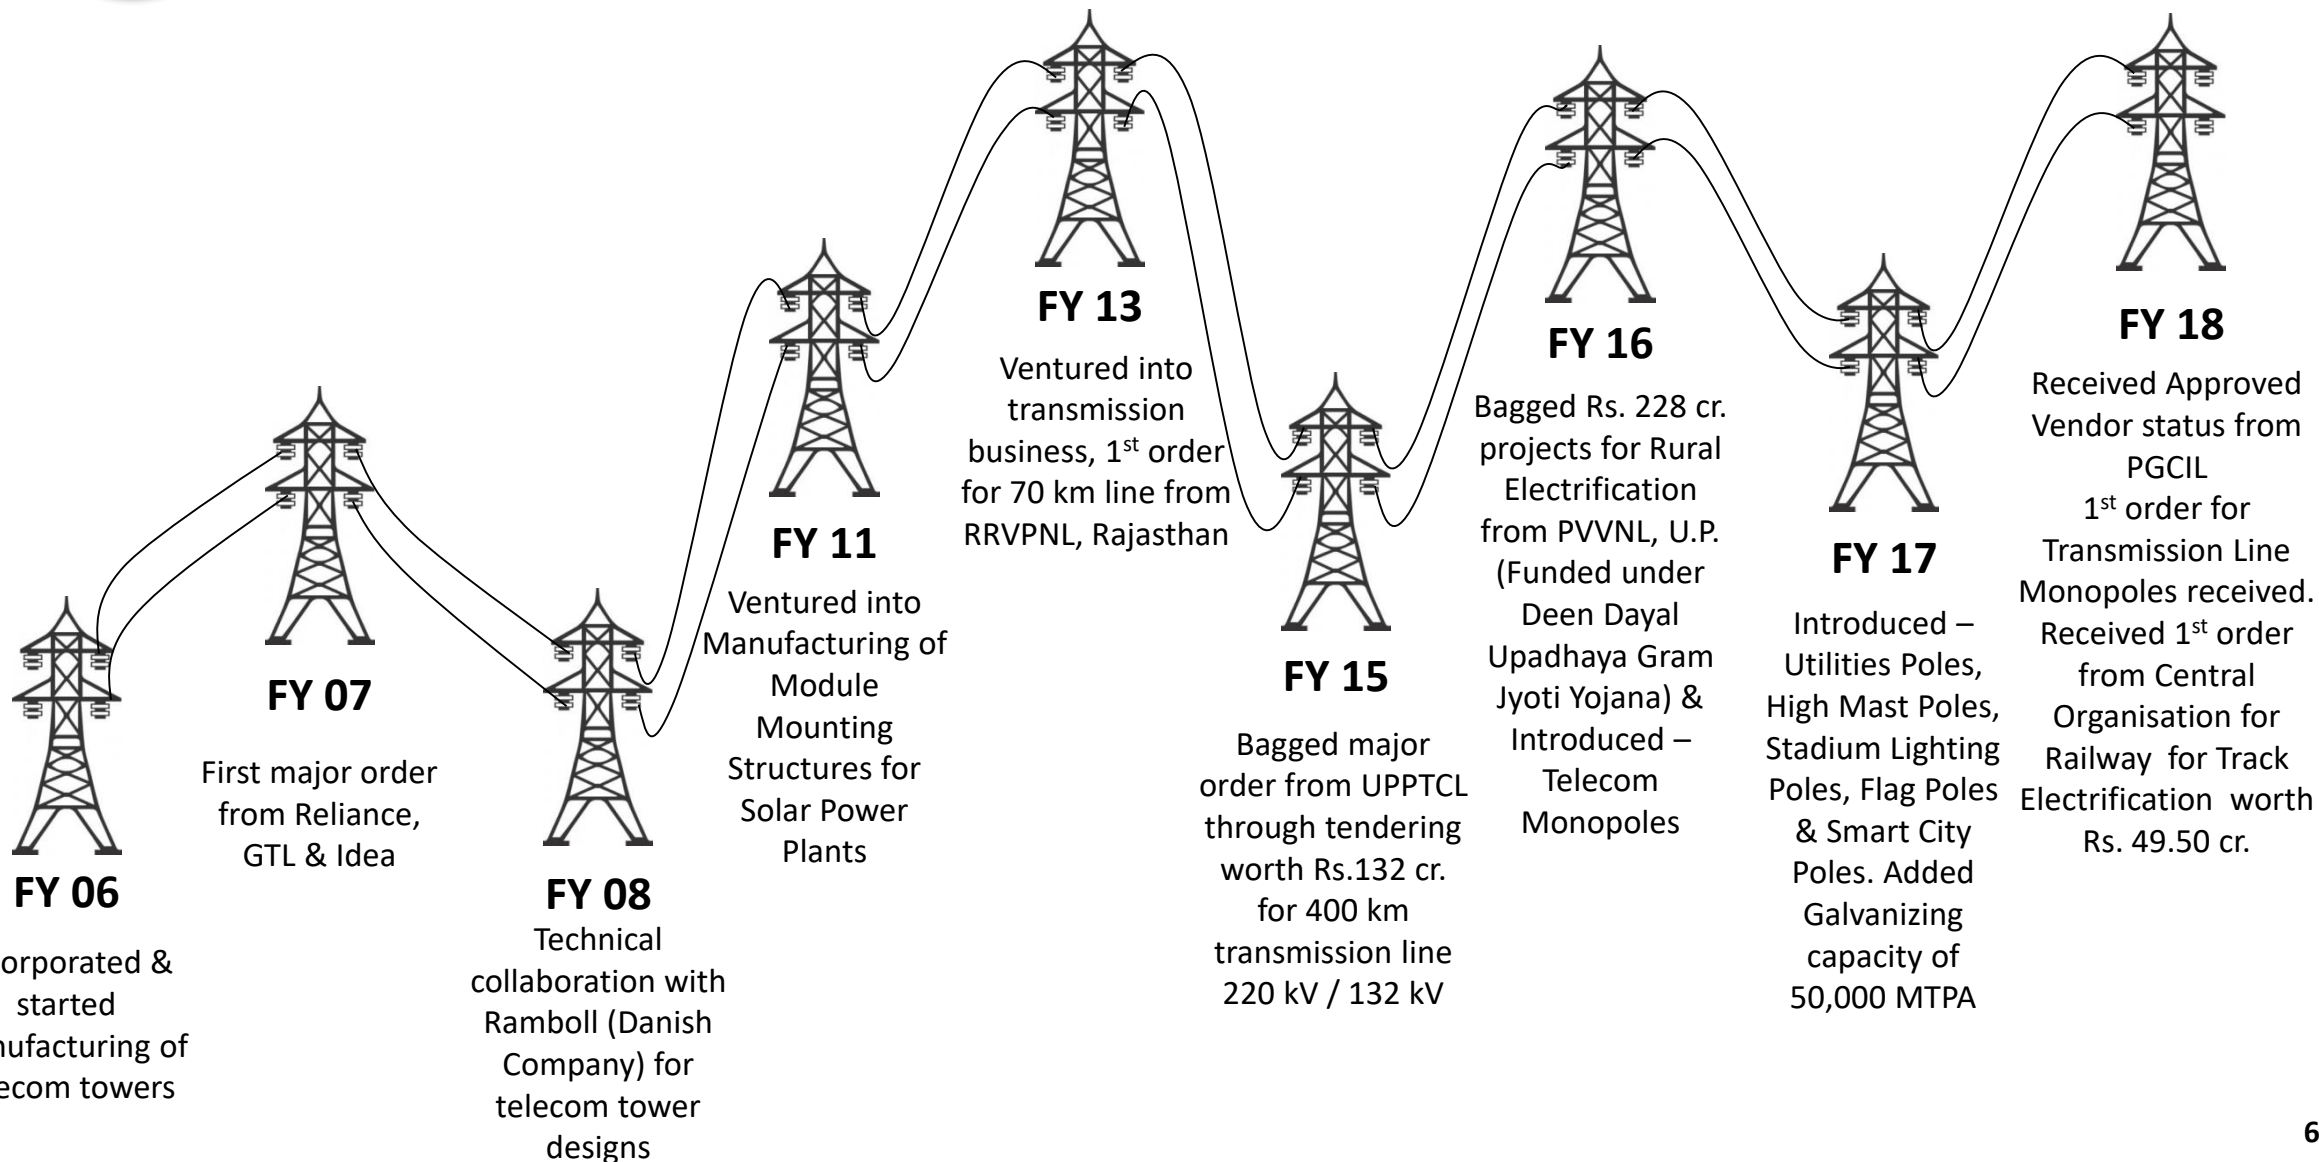 FY 06
orporated &
started
nufacturing of
ecom towers
FY 07
First major order
from Reliance,
GTL & Idea
FY 08
Technical
collaboration with
Ramboll (Danish
Company) for
telecom tower
designs
FY 11
Ventured into
Manufacturing of
Module
Mounting
Structures for
Solar Power
Plants
FY 13
Ventured into
transmission
business, 1st order
for 70 km line from
RRVPNL, Rajasthan
FY 15
Bagged major
order from UPPTCL
through tendering
worth Rs.132 cr.
for 400 km
transmission line
220 kV / 132 kV
FY 16
Bagged Rs. 228 cr.
projects for Rural
Electrification
from PVVNL, U.P.
(Funded under
Deen Dayal
Upadhaya Gram
Jyoti Yojana) &
Introduced –
Telecom
Monopoles
FY 17
Introduced –
Utilities Poles,
High Mast Poles,
Stadium Lighting
Poles, Flag Poles
& Smart City
Poles. Added
Galvanizing
capacity of
50,000 MTPA
FY 18
Received Approved
Vendor status from
PGCIL
1st order for
Transmission Line
Monopoles received.
Received 1st order
from Central
Organisation for
Railway for Track
Electrification worth
Rs. 49.50 cr.
6